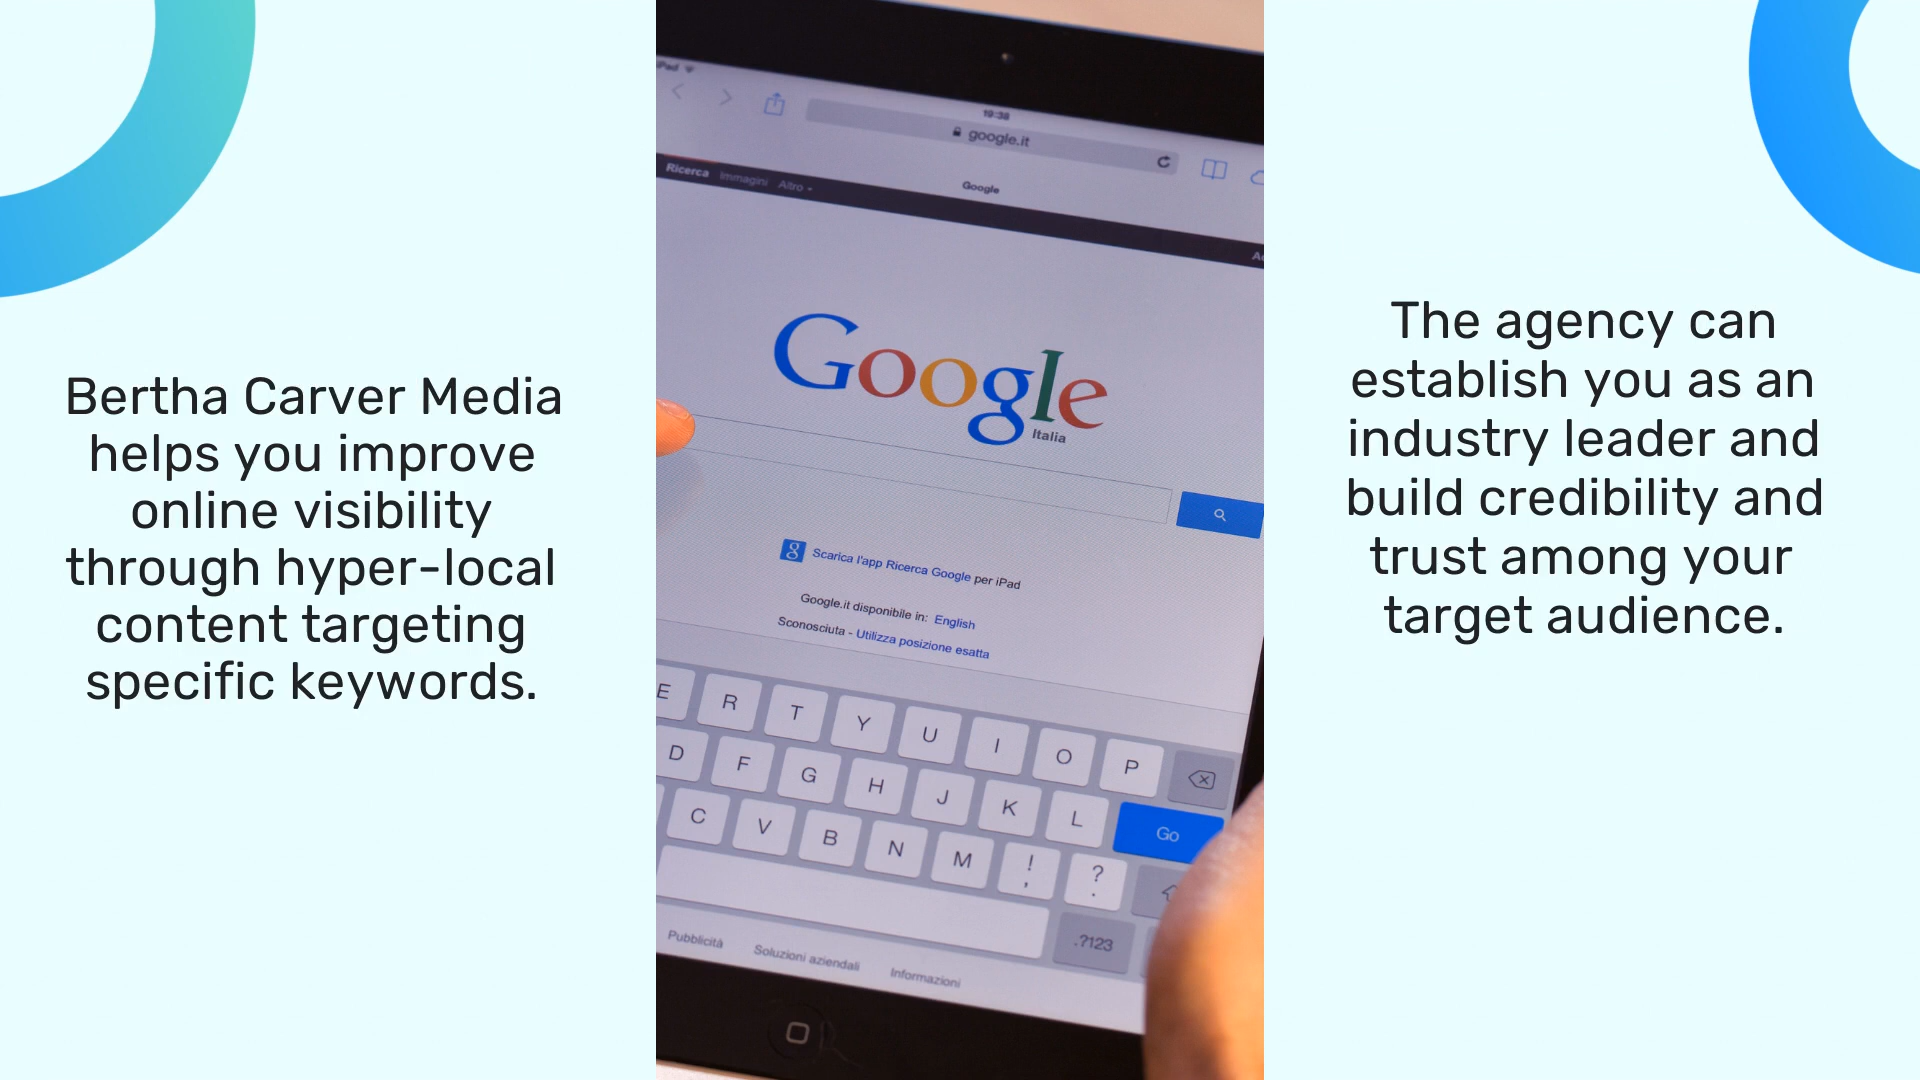 Bertha Carver Media
helps you improve
online visibility
through hyper-local
content targeting
specific keywords.
iPad
19:38
google.it
Google
Ricerca Immagini Altro
Google
Italia
g Scarica l'app Ricerca Google per iPad
Google.it disponibile in: English
Sconosciuta - Utilizza posizione esatta
E R T Y U I O P
D F G H J K L Go
C V B N M ! , ? .
.?123
Pubblicità Soluzioni aziendali Informazioni
The agency can
establish you as an
industry leader and
build credibility and
trust among your
target audience.